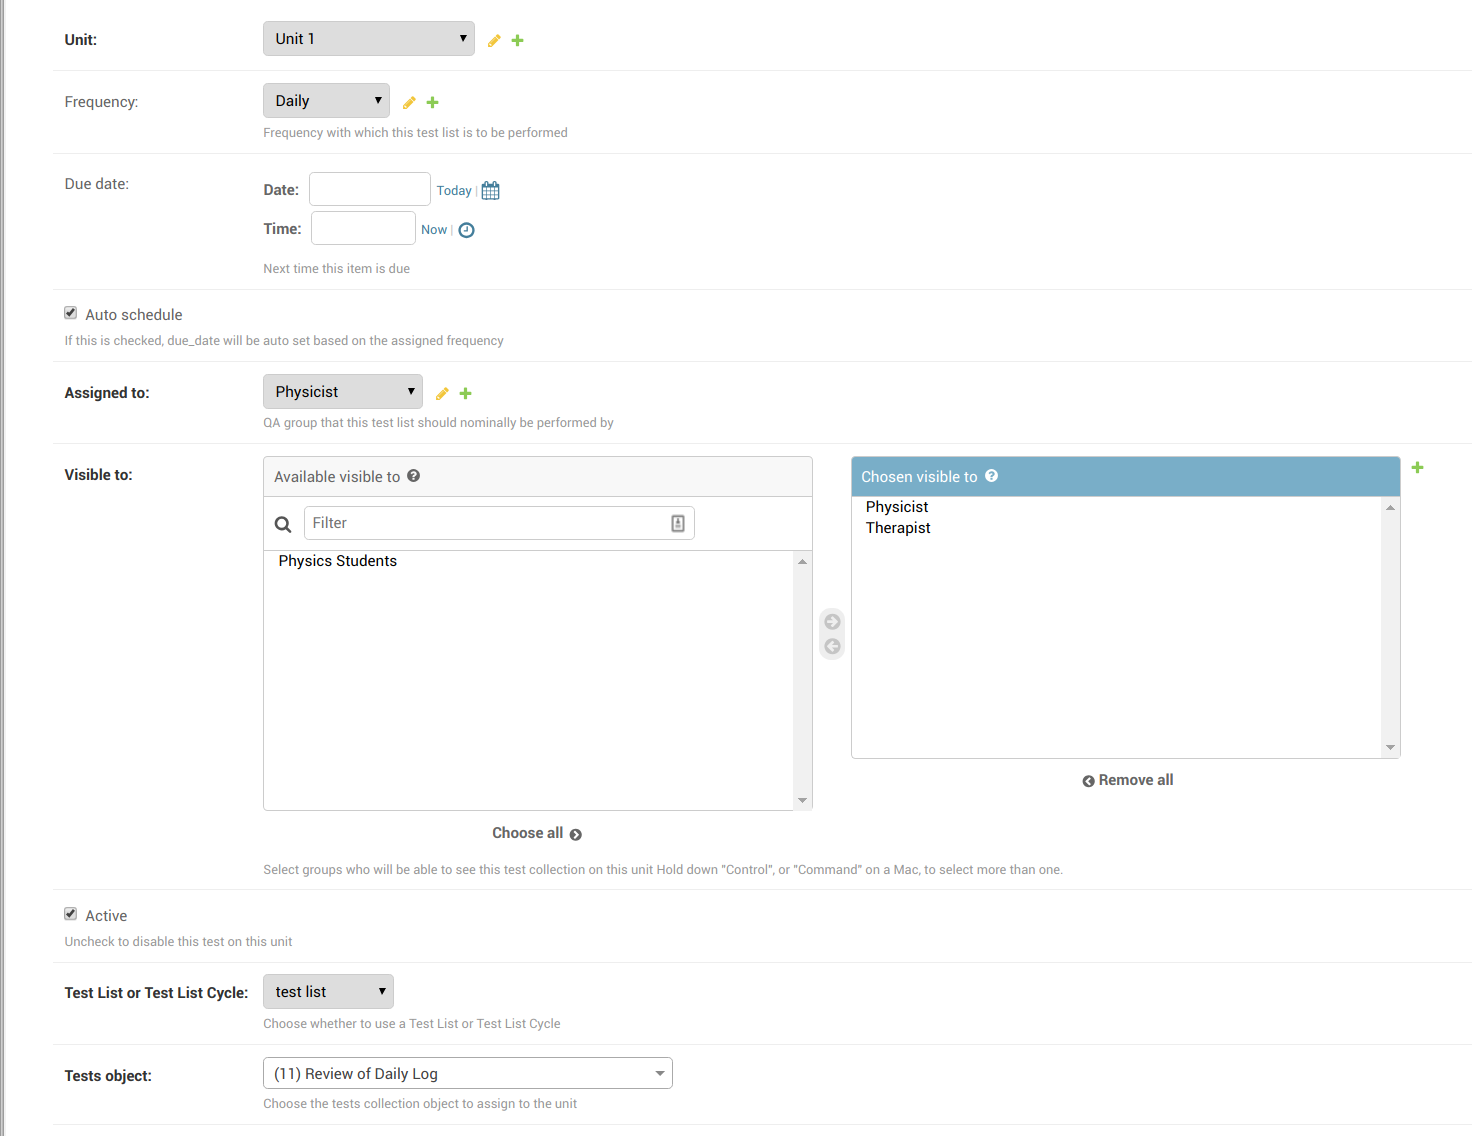 Unit:
Unit 1
Frequency:
Daily
Frequency with which this test list is to be performed
Due date:
Date:
Today |
Time:
Now |
Next time this item is due
Auto schedule
If this is checked, due_date will be auto set based on the assigned frequency
Assigned to:
Physicist
QA group that this test list should nominally be performed by
Visible to:
Available visible to ?
Filter
Physics Students
Choose all
Chosen visible to ?
Physicist
Therapist
Remove all
Select groups who will be able to see this test collection on this unit Hold down "Control", or "Command" on a Mac, to select more than one.
Active
Uncheck to disable this test on this unit
Test List or Test List Cycle:
test list
Choose whether to use a Test List or Test List Cycle
Tests object:
(11) Review of Daily Log
Choose the tests collection object to assign to the unit